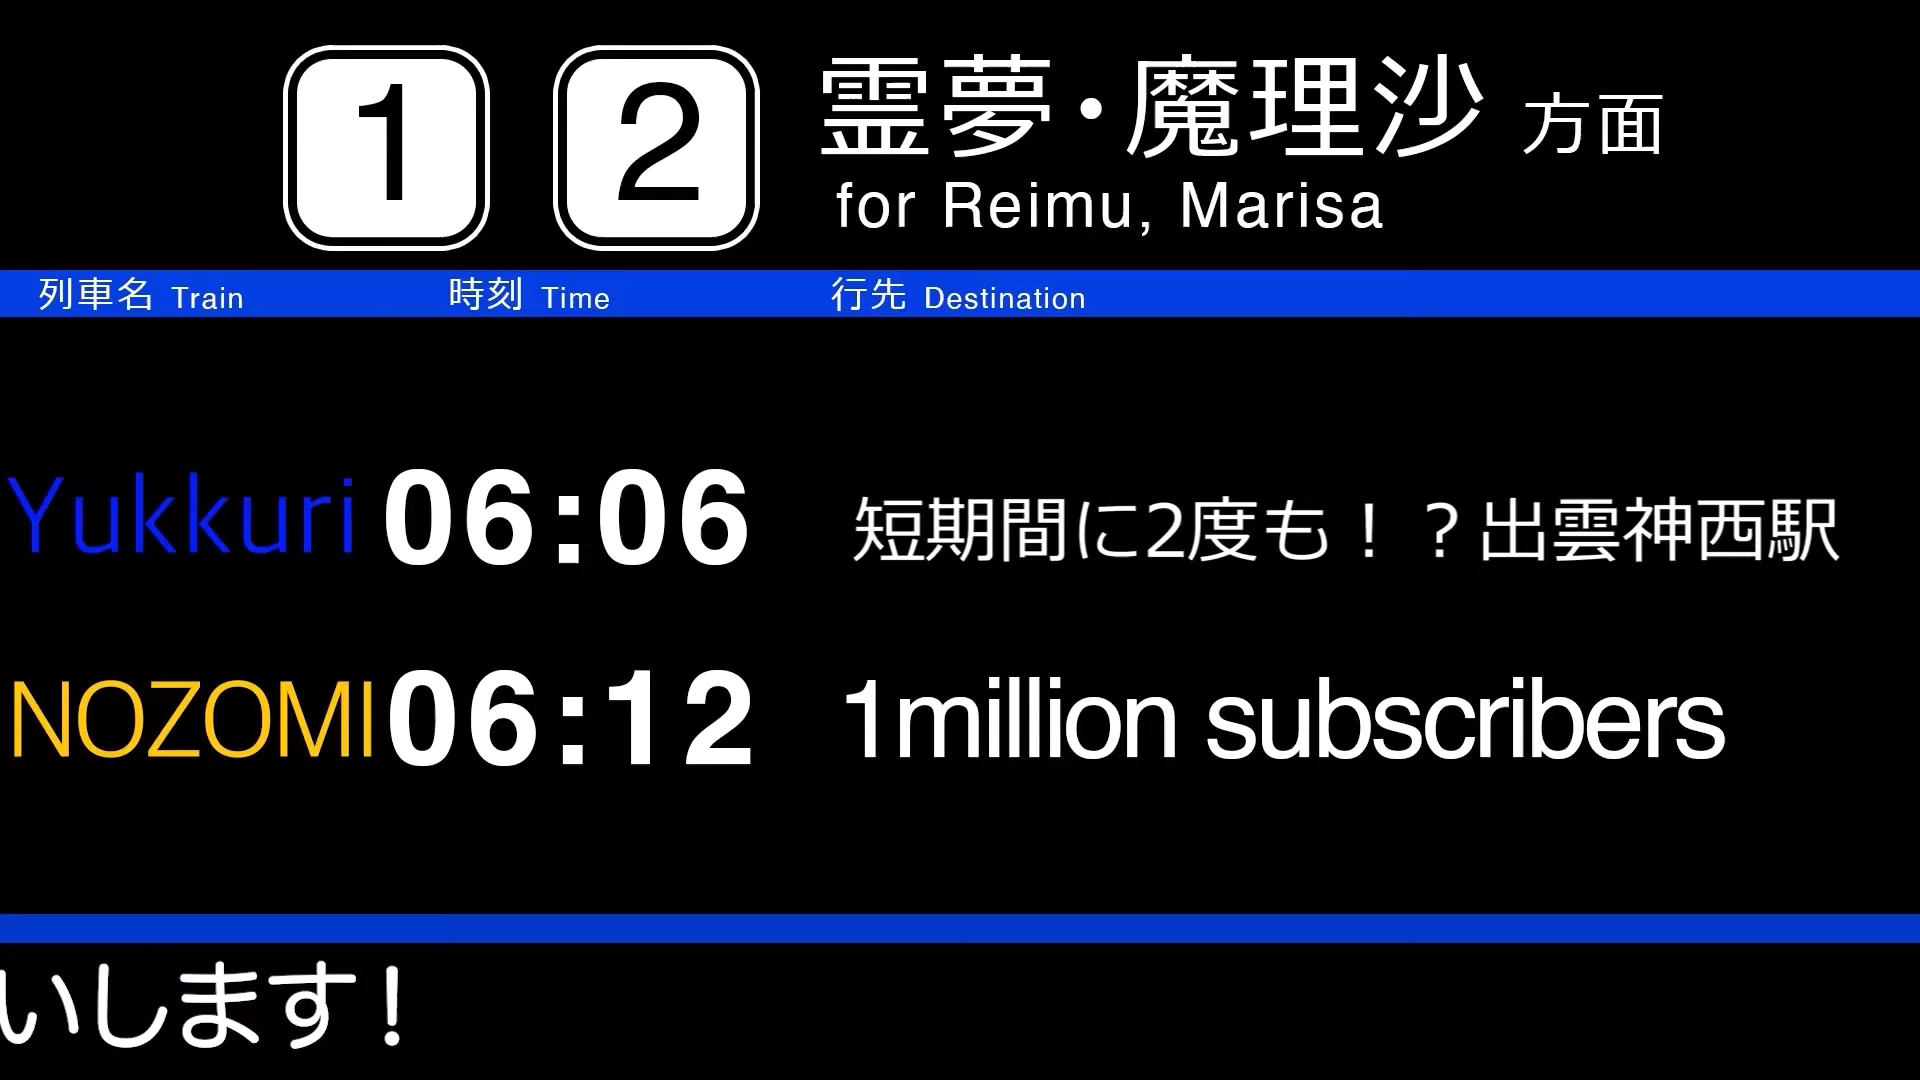 1 2 霊夢・魔理沙 方面
for Reimu, Marisa
列車名 Train 時刻 Time 行先 Destination
Yukkuri 06:06 短期間に2度も！？出雲神西駅
NOZOMI 06:12 1million subscribers
いします！